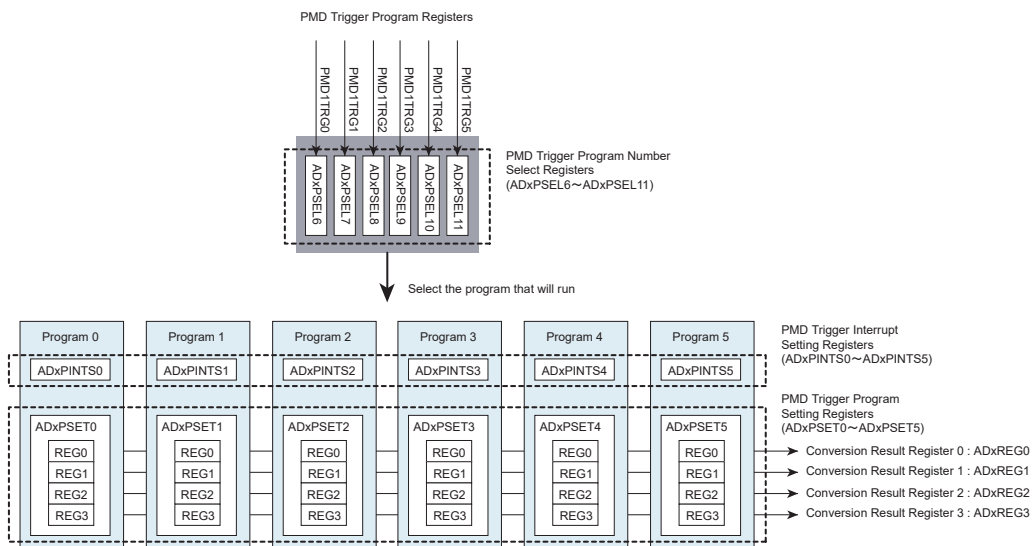 PMD Trigger Program Registers
PMD1TRG0
PMD1TRG1
PMD1TRG2
PMD1TRG3
PMD1TRG4
PMD1TRG5
ADxPSEL6
ADxPSEL7
ADxPSEL8
ADxPSEL9
ADxPSEL10
ADxPSEL11
PMD Trigger Program Number
Select Registers
(ADxPSEL6～ADxPSEL11)
Select the program that will run
Program 0
Program 1
Program 2
Program 3
Program 4
Program 5
ADxPINTS0
ADxPINTS1
ADxPINTS2
ADxPINTS3
ADxPINTS4
ADxPINTS5
PMD Trigger Interrupt
Setting Registers
(ADxPINTS0～ADxPINTS5)
PMD Trigger Program
Setting Registers
(ADxPSET0～ADxPSET5)
ADxPSET0
REG0
REG1
REG2
REG3
ADxPSET1
REG0
REG1
REG2
REG3
ADxPSET2
REG0
REG1
REG2
REG3
ADxPSET3
REG0
REG1
REG2
REG3
ADxPSET4
REG0
REG1
REG2
REG3
ADxPSET5
REG0
REG1
REG2
REG3
Conversion Result Register 0 : ADxREG0
Conversion Result Register 1 : ADxREG1
Conversion Result Register 2 : ADxREG2
Conversion Result Register 3 : ADxREG3